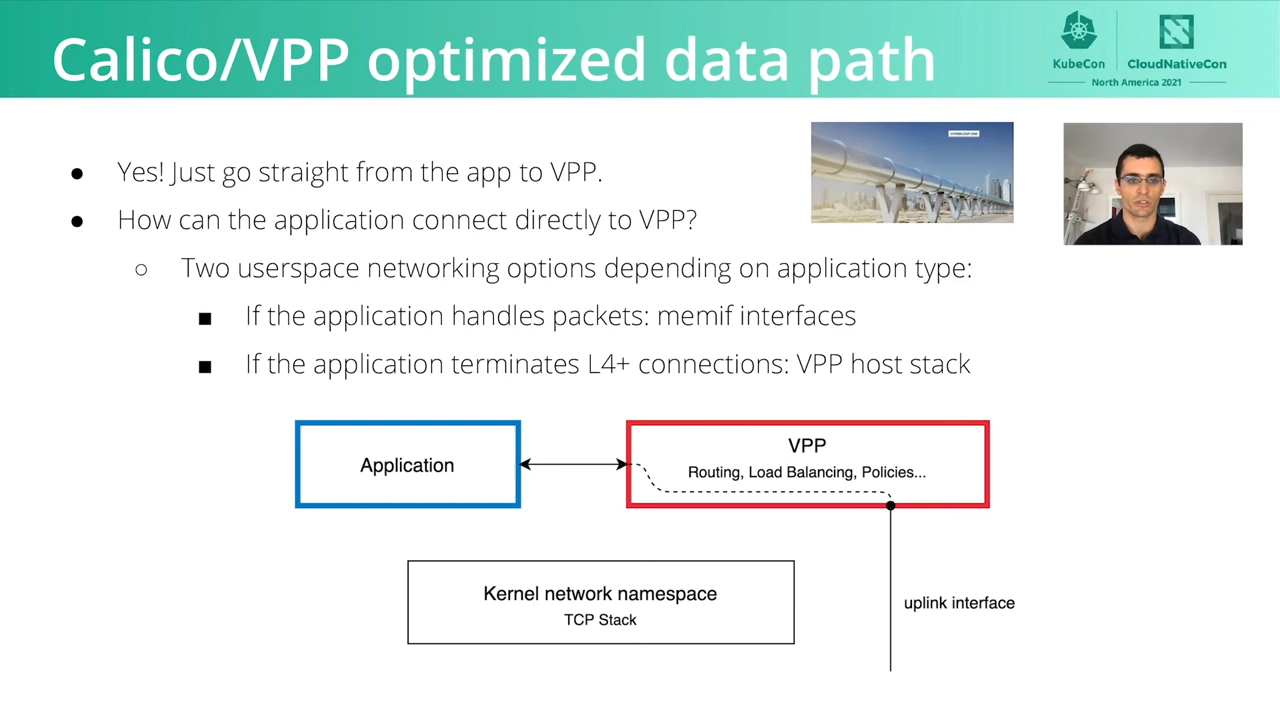 Calico/VPP optimized data path
KubeCon
CloudNativeCon
North America 2021
● Yes! Just go straight from the app to VPP.
● How can the application connect directly to VPP?
○ Two userspace networking options depending on application type:
■ If the application handles packets: memif interfaces
■ If the application terminates L4+ connections: VPP host stack
Application
VPP
Routing, Load Balancing, Policies...
Kernel network namespace
TCP Stack
uplink interface